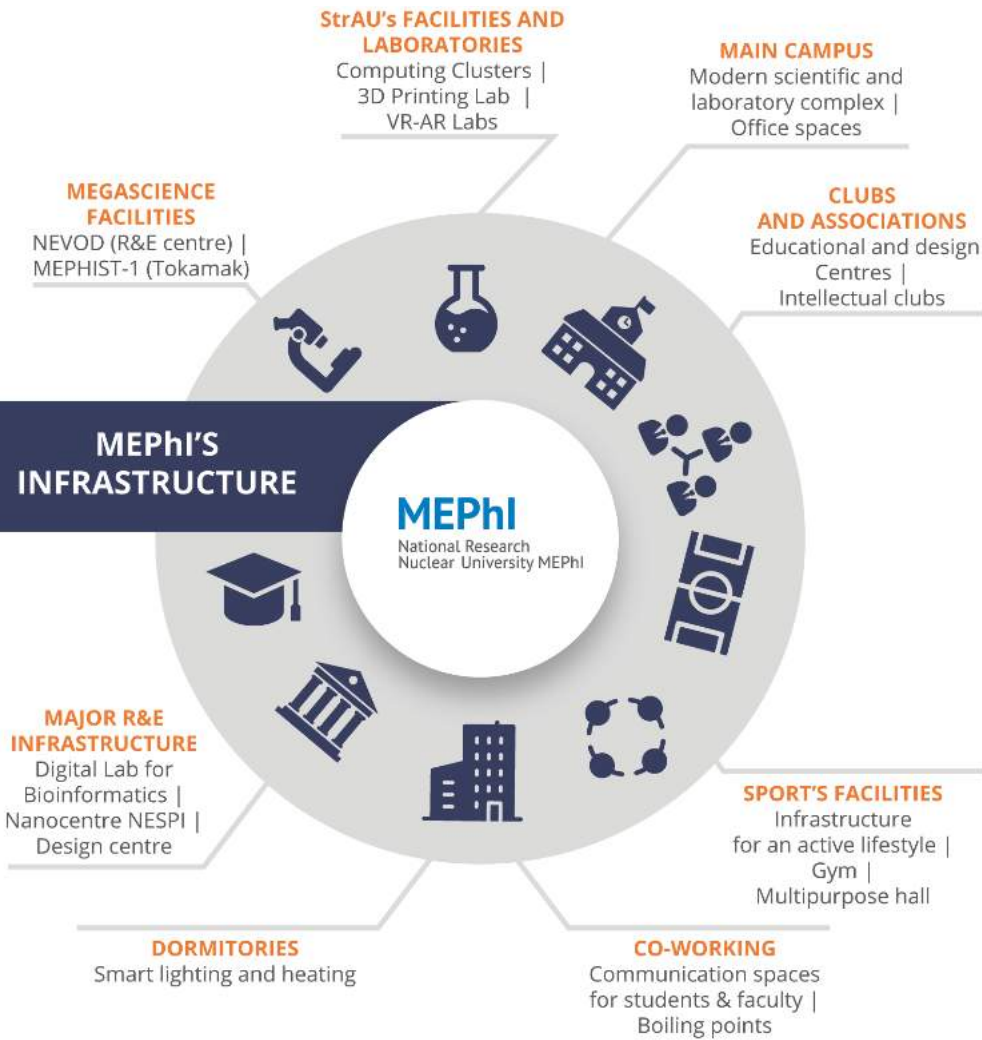 StrAU's FACILITIES AND
LABORATORIES
Computing Clusters |
3D Printing Lab |
VR-AR Labs
MAIN CAMPUS
Modern scientific and
laboratory complex |
Office spaces
MEGASCIENCE
FACILITIES
NEVOD (R&E centre) |
MEPHIST-1 (Tokamak)
CLUBS
AND ASSOCIATIONS
Educational and design
Centres |
Intellectual clubs
MEPhI'S
INFRASTRUCTURE
MEPhI
National Research
Nuclear University MEPhI
MAJOR R&E
INFRASTRUCTURE
Digital Lab for
Bioinformatics |
Nanocentre NESPI |
Design centre
SPORT'S FACILITIES
Infrastructure
for an active lifestyle |
Gym |
Multipurpose hall
DORMITORIES
Smart lighting and heating
CO-WORKING
Communication spaces
for students & faculty |
Boiling points